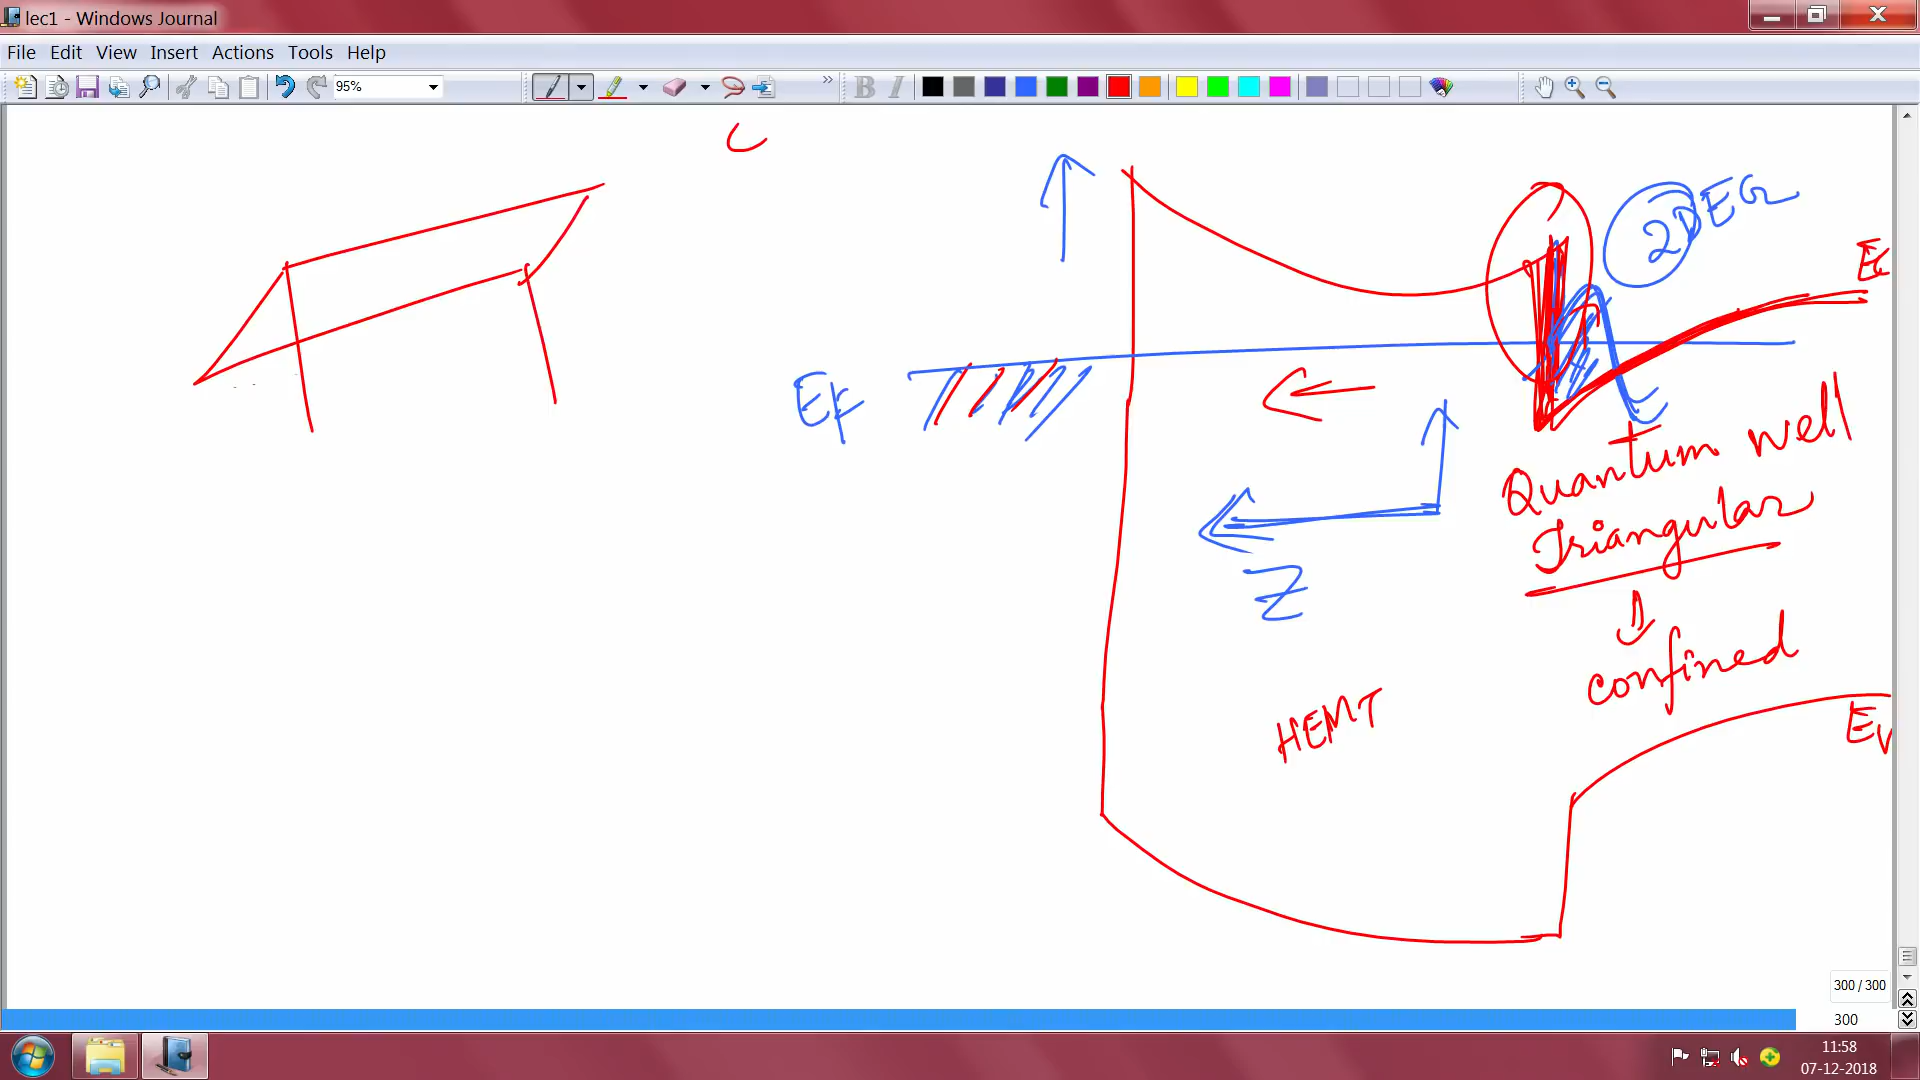 lec1 - Windows Journal
File Edit View Insert Actions Tools Help
95%
B I
C
2DEG
Ec
EF
Quantum well
Triangular
Z
confined
HEMT
Ev
300 / 300
300
11:58
07-12-2018